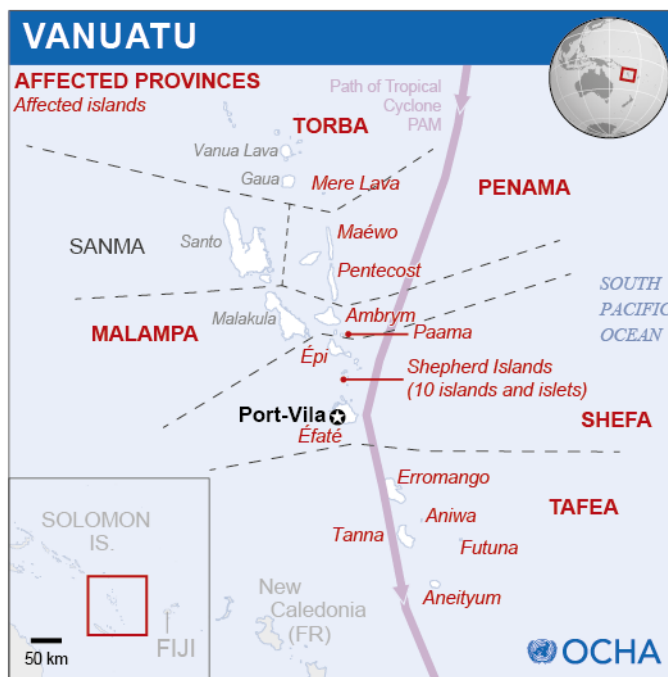 VANUATU
AFFECTED PROVINCES
Affected islands
Path of Tropical
Cyclone
PAM
TORBA
Vanua Lava
Gaua
Mere Lava
PENAMA
SANMA
Santo
Maéwo
Pentecost
SOUTH
PACIFIC
OCEAN
MALAMPA
Malakula
Ambrym
Paama
Épi
Shepherd Islands
(10 islands and islets)
Port-Vila
Éfaté
SHEFA
Erromango
TAFEA
Aniwa
Tanna
Futuna
Aneityum
SOLOMON
IS.
FIJI
50 km
New
Caledonia
(FR)
OCHA